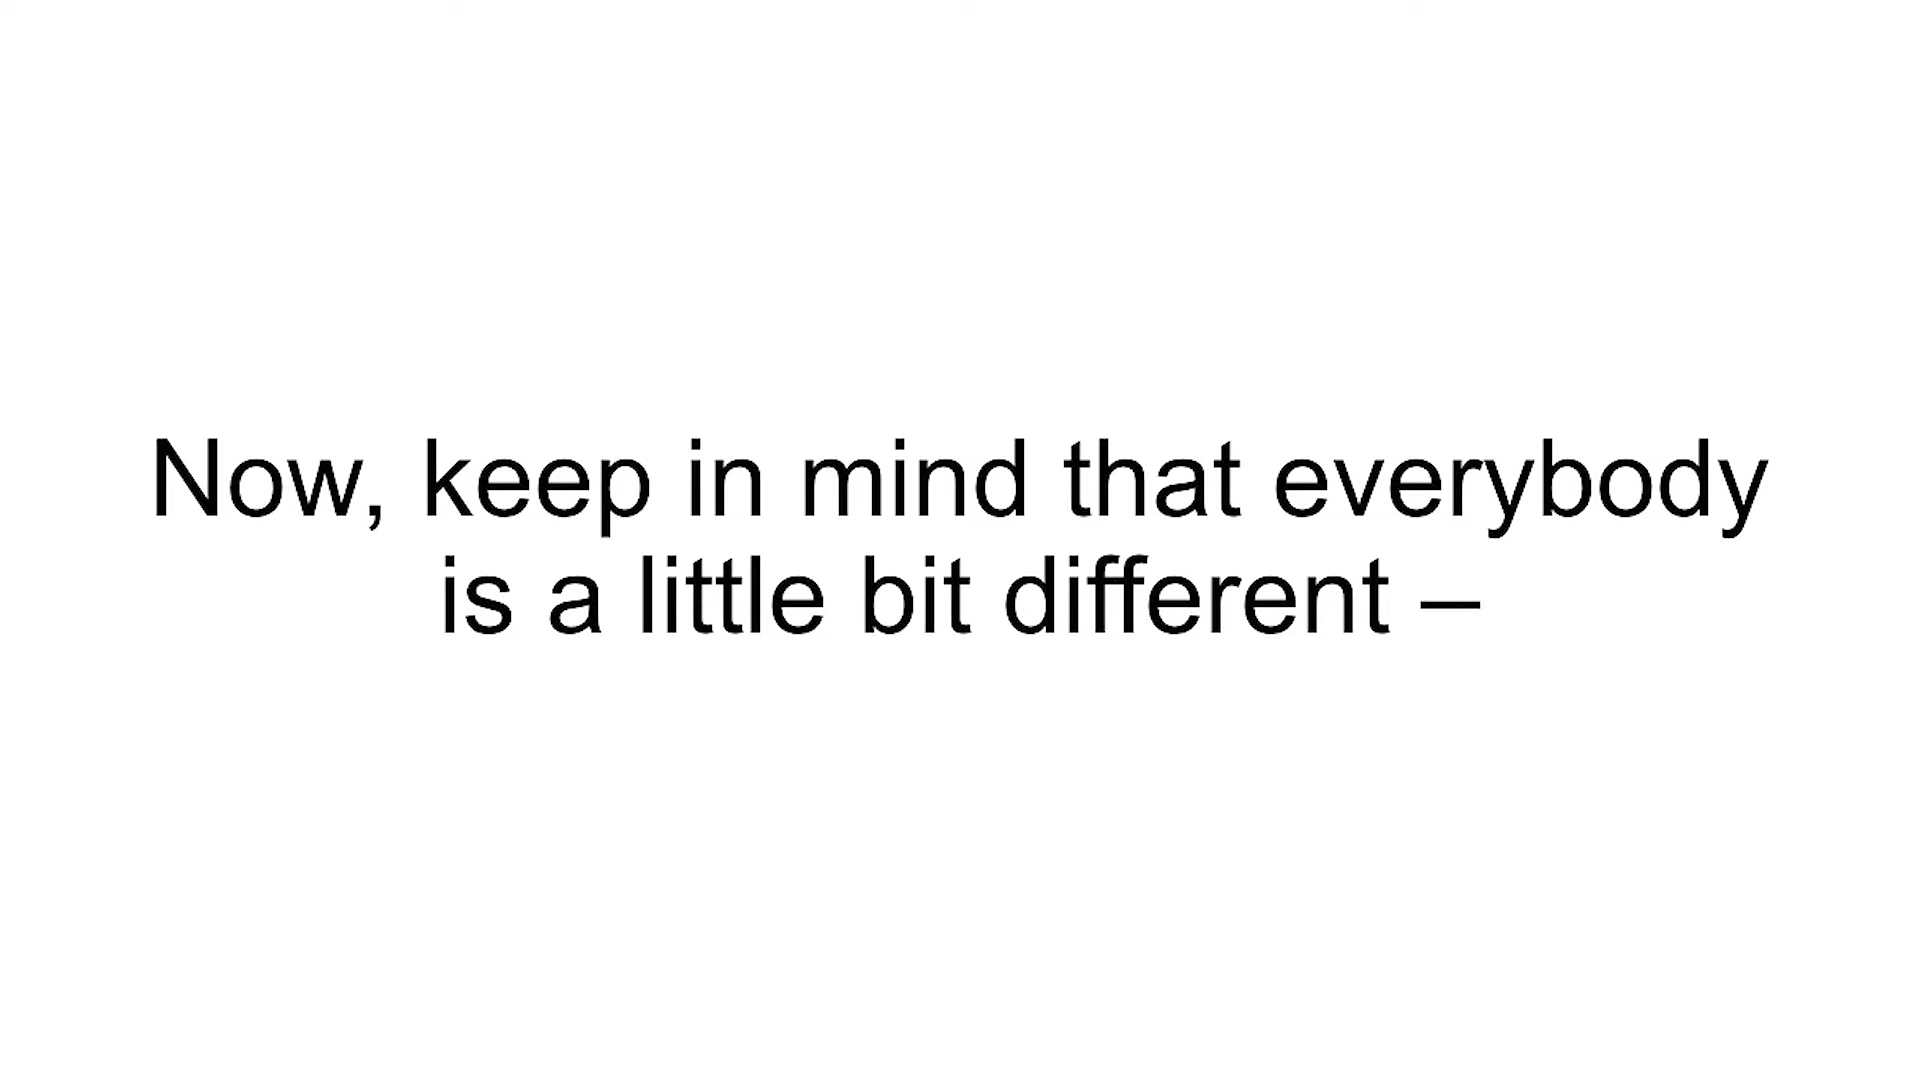 Now, keep in mind that everybody
is a little bit different –